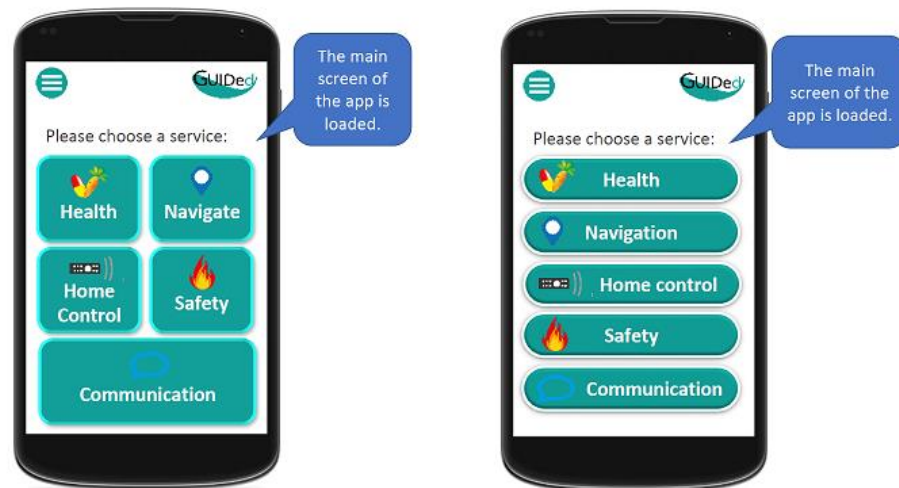 GUIDed
The main
screen of
the app is
loaded.
Please choose a service:
Health
Navigate
Home
Control
Safety
Communication
GUIDed
The main
screen of the
app is loaded.
Please choose a service:
Health
Navigation
Home control
Safety
Communication